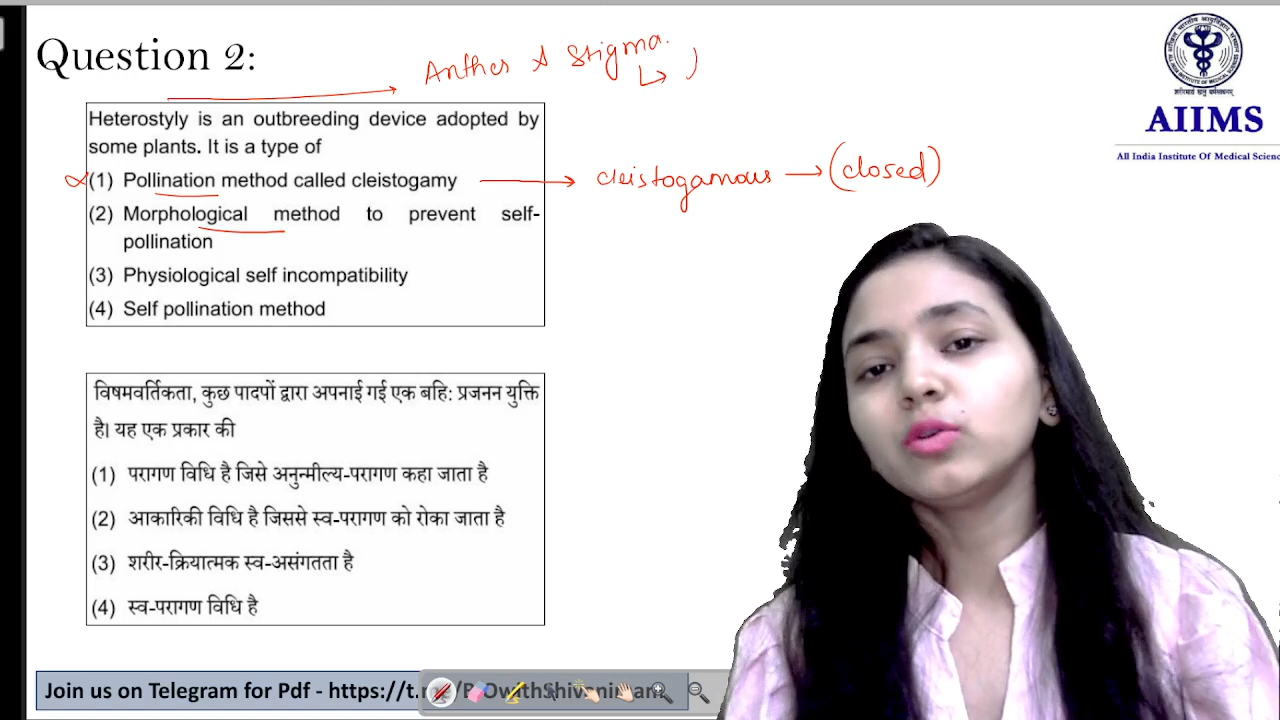 Question 2:
Anther & Stigma.
AIIMS
All India Institute Of Medical Scienc
Heterostyly is an outbreeding device adopted by
some plants. It is a type of
(1) Pollination method called cleistogamy
cleistogamous → (closed)
(2) Morphological method to prevent self-
pollination
(3) Physiological self incompatibility
(4) Self pollination method
विषमवर्तिकता, कुछ पादपों द्वारा अपनाई गई एक बहि: प्रजनन युक्ति
है। यह एक प्रकार की
(1) परागण विधि है जिसे अनुन्मील्य-परागण कहा जाता है
(2) आकारिकी विधि है जिससे स्व-परागण को रोका जाता है
(3) शरीर-क्रियात्मक स्व-असंगतता है
(4) स्व-परागण विधि है
Join us on Telegram for Pdf - https://t.